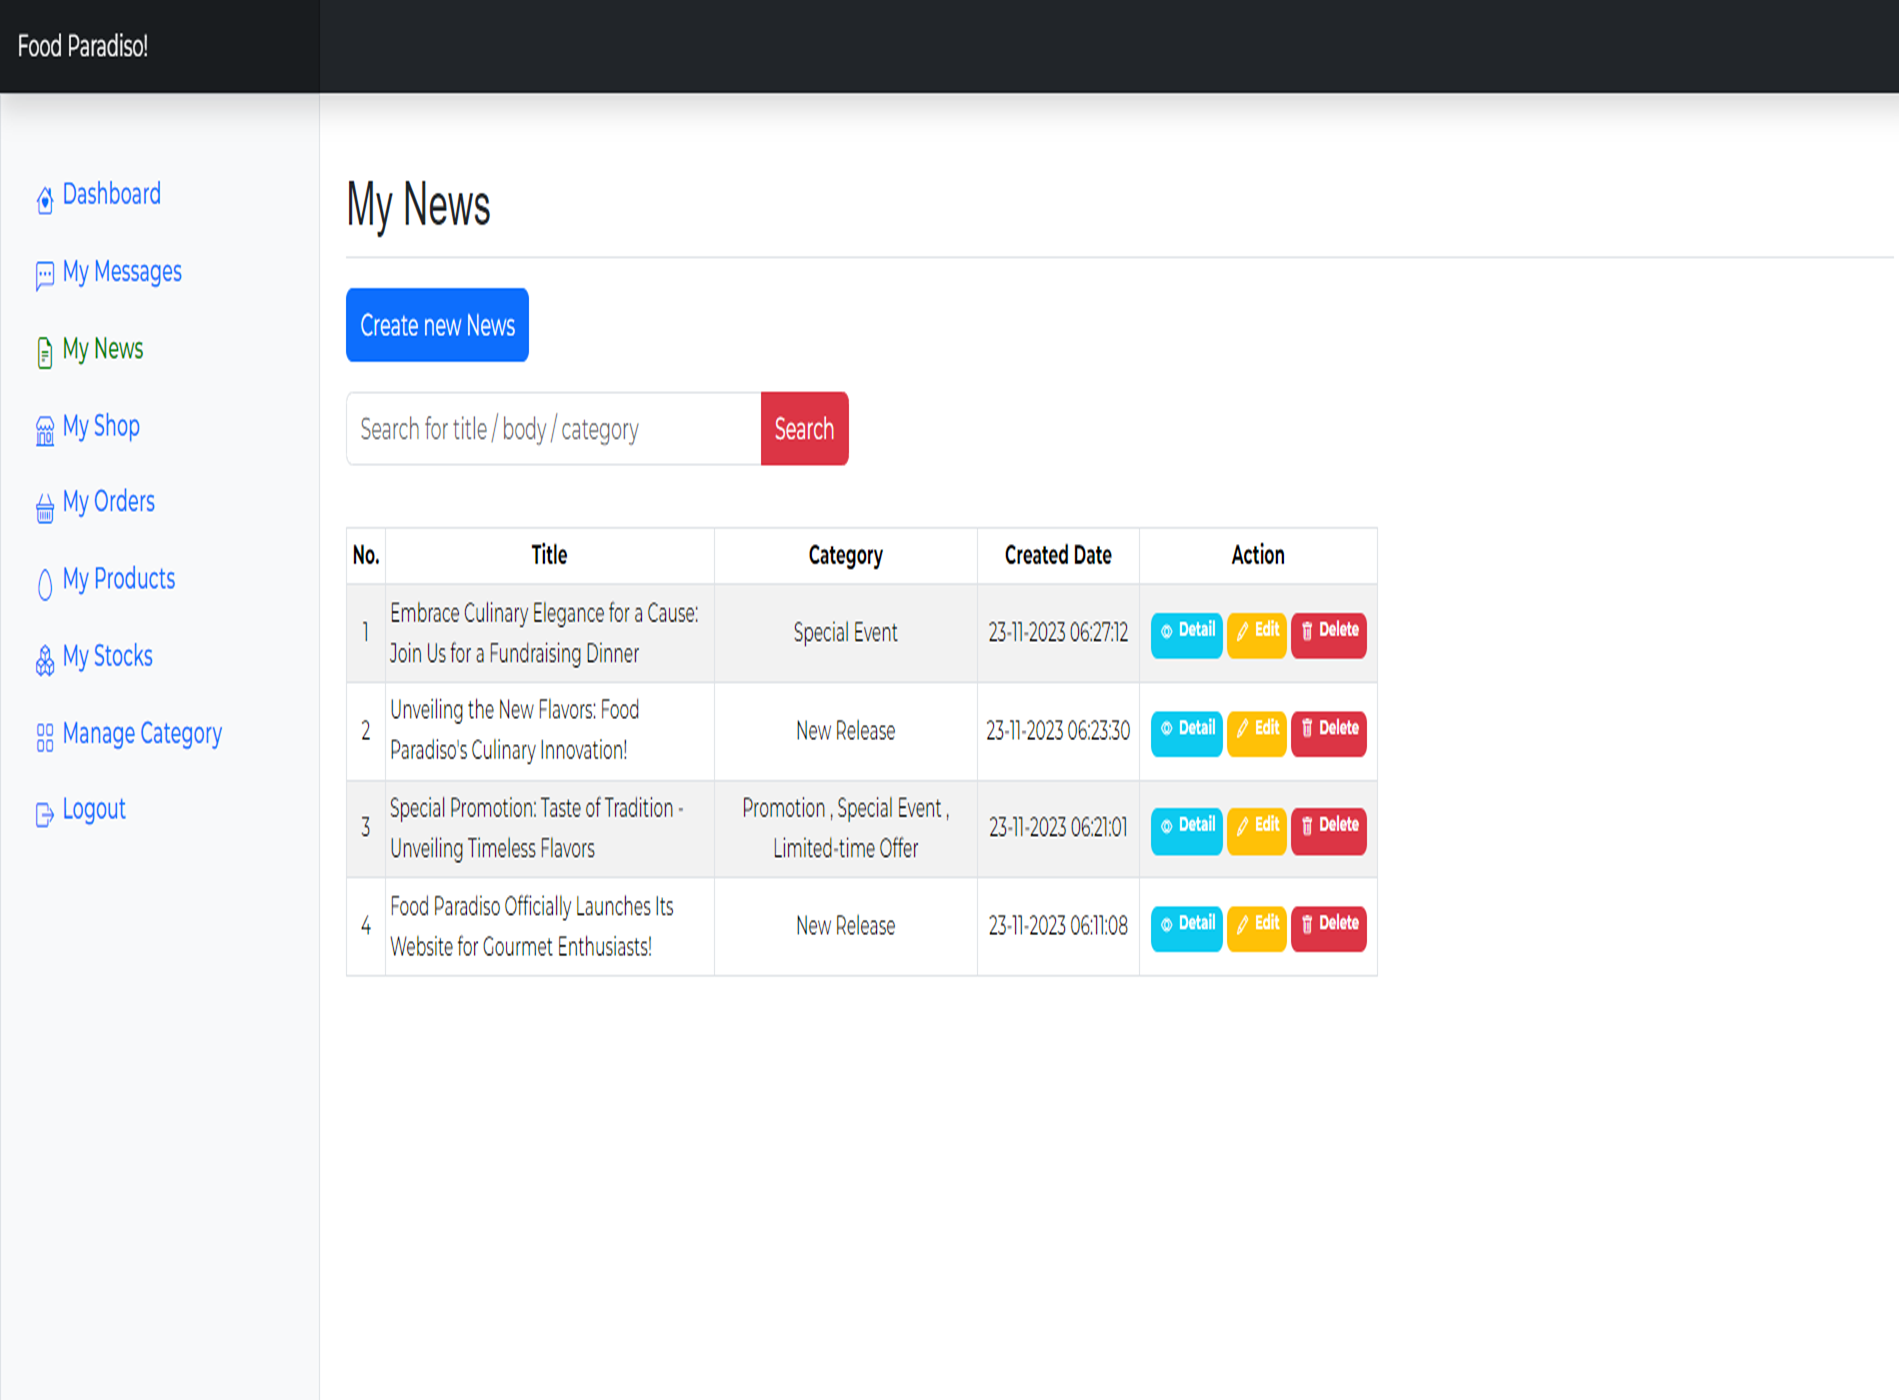 Food Paradiso!
Dashboard
My Messages
My News
My Shop
My Orders
My Products
My Stocks
Manage Category
Logout
My News
Create new News
Search for title / body / category
Search
No. Title Category Created Date Action
1 Embrace Culinary Elegance for a Cause: Special Event 23-11-2023 06:27:12 Detail Edit Delete
Join Us for a Fundraising Dinner
2 Unveiling the New Flavors: Food New Release 23-11-2023 06:23:30 Detail Edit Delete
Paradiso's Culinary Innovation!
3 Special Promotion: Taste of Tradition - Promotion , Special Event , 23-11-2023 06:21:01 Detail Edit Delete
Unveiling Timeless Flavors Limited-time Offer
4 Food Paradiso Officially Launches Its New Release 23-11-2023 06:11:08 Detail Edit Delete
Website for Gourmet Enthusiasts!